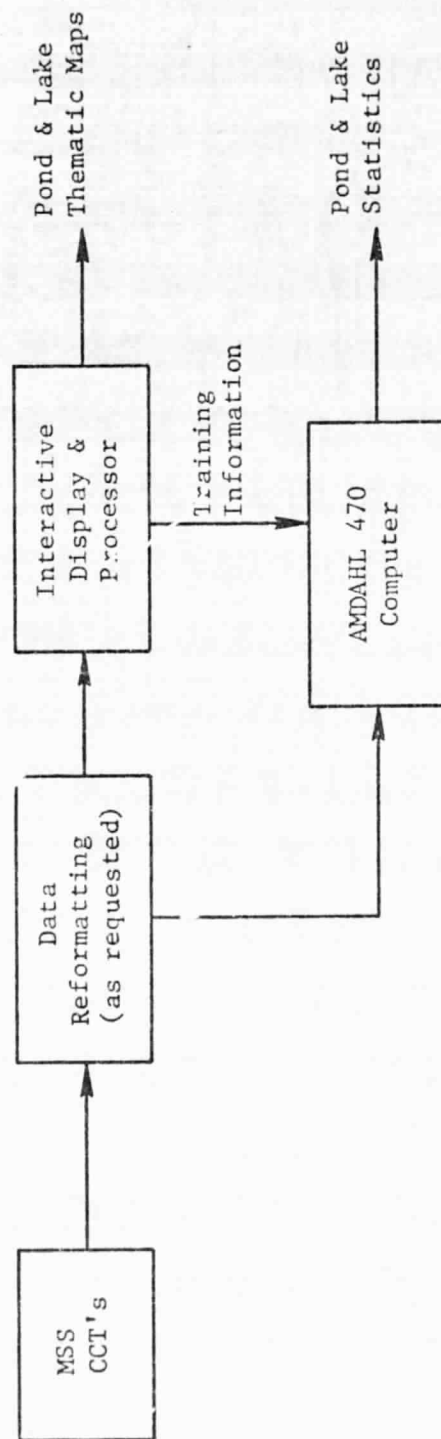 MSS
CCT's
Data
Reformatting
(as requested)
Interactive
Display &
Processor
Pond & Lake
Thematic Maps
Training
Information
AMDAHL 470
Computer
Pond & Lake
Statistics